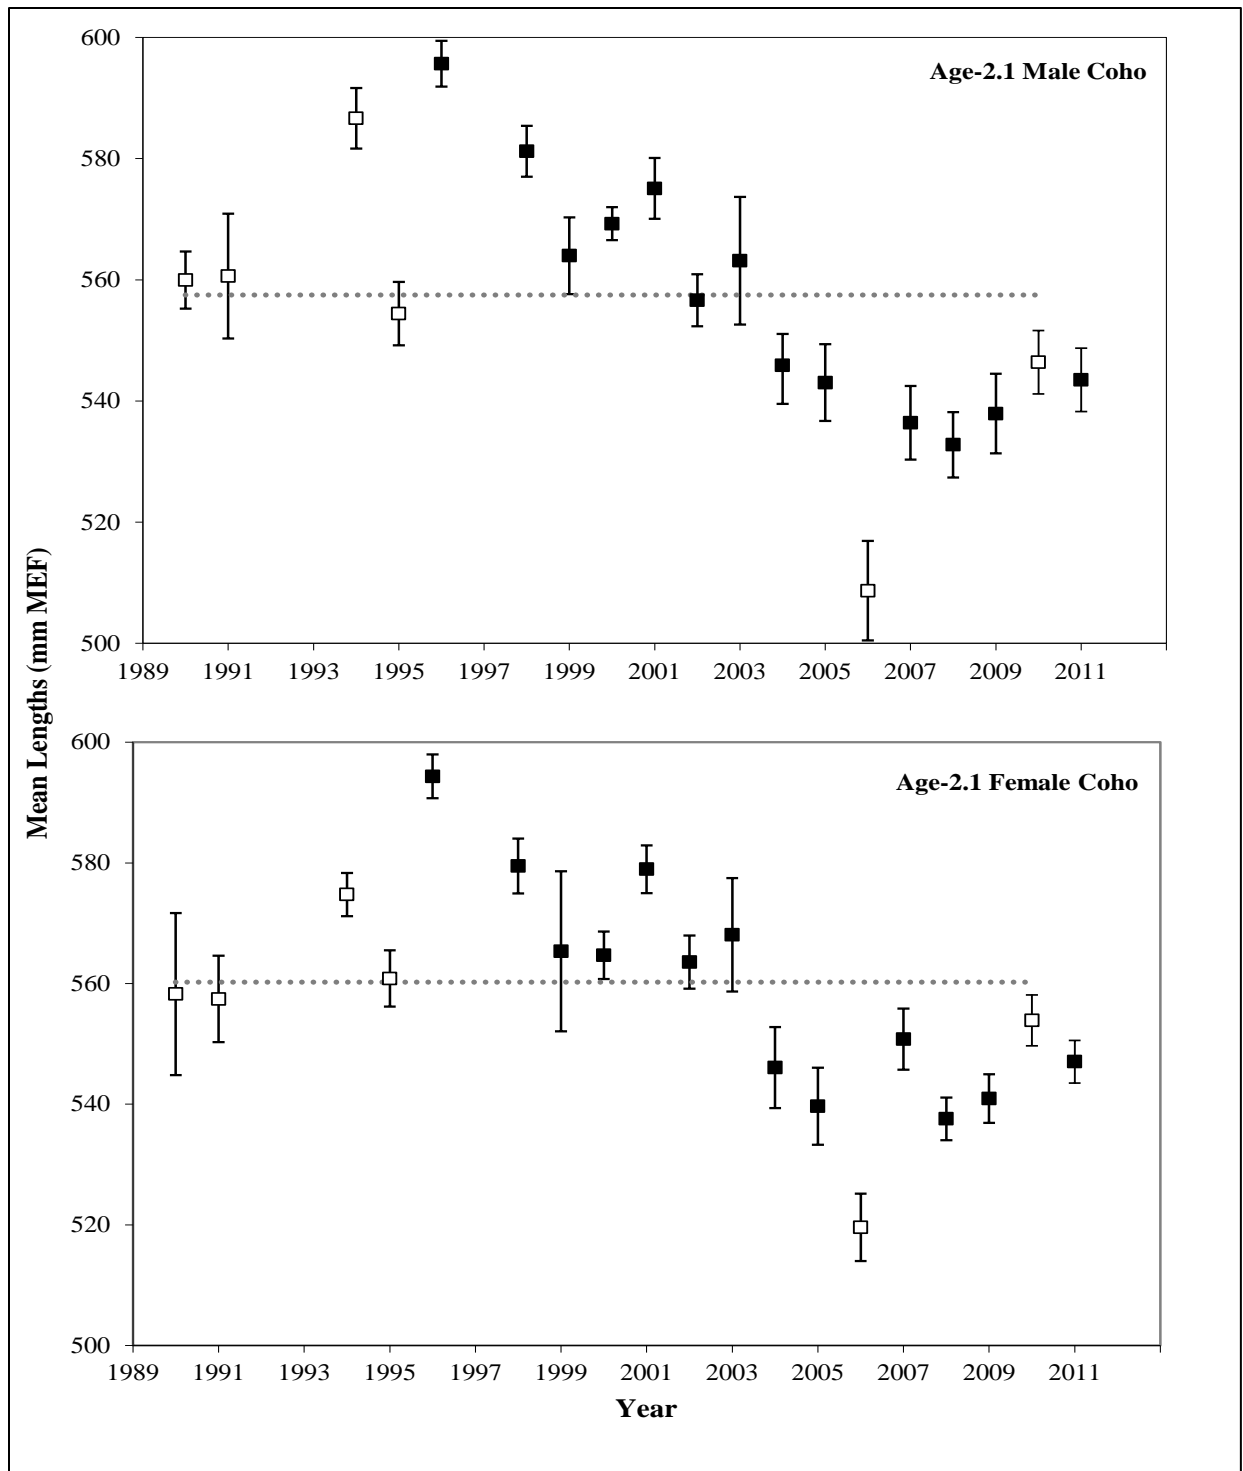 600
Age-2.1 Male Coho
580
560
540
520
500
1989 1991 1993 1995 1997 1999 2001 2003 2005 2007 2009 2011
Mean Lengths (mm MEF)
600
Age-2.1 Female Coho
580
560
540
520
500
1989 1991 1993 1995 1997 1999 2001 2003 2005 2007 2009 2011
Year